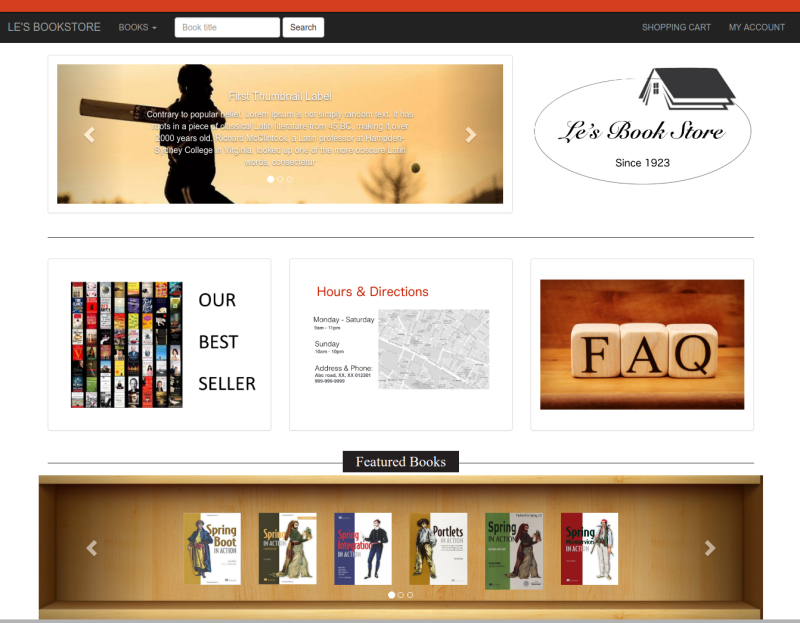 LE'S BOOKSTORE
BOOKS
Book title
Search
SHOPPING CART
MY ACCOUNT
First Thumbnail Label
Contrary to popular belief, Lorem Ipsum is not simply random text. It has
roots in a piece of classical Latin literature from 45 BC, making it over
2000 years old. Richard McClintock, a Latin professor at Hampden-
Sydney College in Virginia, looked up one of the more obscure Latin
words, consectetur
Le's Book Store
Since 1923
OUR
BEST
SELLER
Hours & Directions
Monday - Saturday
9am - 11pm
Sunday
10am - 10pm
Address & Phone:
Abc road, XX, XX 012301
999-999-9999
FAQ
Featured Books
Spring
Boot
IN ACTION
Spring
IN ACTION
Spring
Integration
IN ACTION
Portlets
IN ACTION
Spring
IN ACTION
Spring
IN ACTION